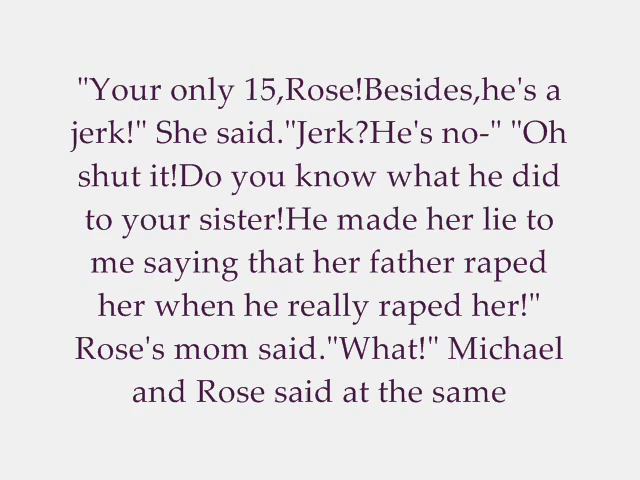 "Your only 15,Rose!Besides,he's a
jerk!" She said."Jerk?He's no-" "Oh
shut it!Do you know what he did
to your sister!He made her lie to
me saying that her father raped
her when he really raped her!"
Rose's mom said."What!" Michael
and Rose said at the same